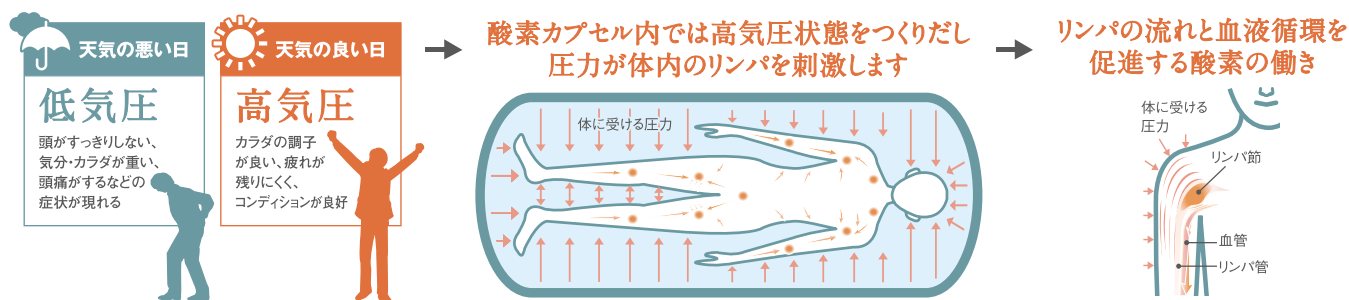 天気の悪い日
低気圧
頭がすっきりしない、
気分・カラダが重い、
頭痛がするなどの
症状が現れる
天気の良い日
高気圧
カラダの調子
が良い、疲れが
残りにくく、
コンディションが良好
酸素カプセル内では高気圧状態をつくりだし
圧力が体内のリンパを刺激します
体に受ける圧力
リンパの流れと血液循環を
促進する酸素の働き
体に受ける
圧力
リンパ節
血管
リンパ管